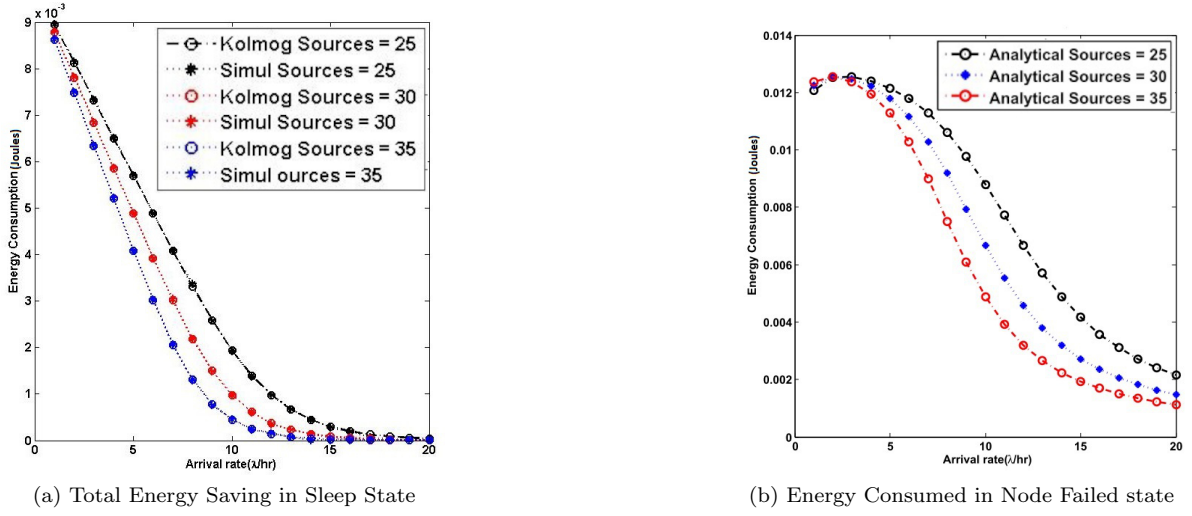 × 10⁻³
9
8
7
6
5
4
3
2
1
0
0
5
10
15
20
Energy Consumption (Joules)
Arrival rate(λ/hr)
Kolmog Sources = 25
Simul Sources = 25
Kolmog Sources = 30
Simul Sources = 30
Kolmog Sources = 35
Simul ources = 35
(a) Total Energy Saving in Sleep State
0.014
0.012
0.01
0.008
0.006
0.004
0.002
0
0
5
10
15
20
Energy Consumption (Joules)
Arrival rate(λ/hr)
Analytical Sources = 25
Analytical Sources = 30
Analytical Sources = 35
(b) Energy Consumed in Node Failed state